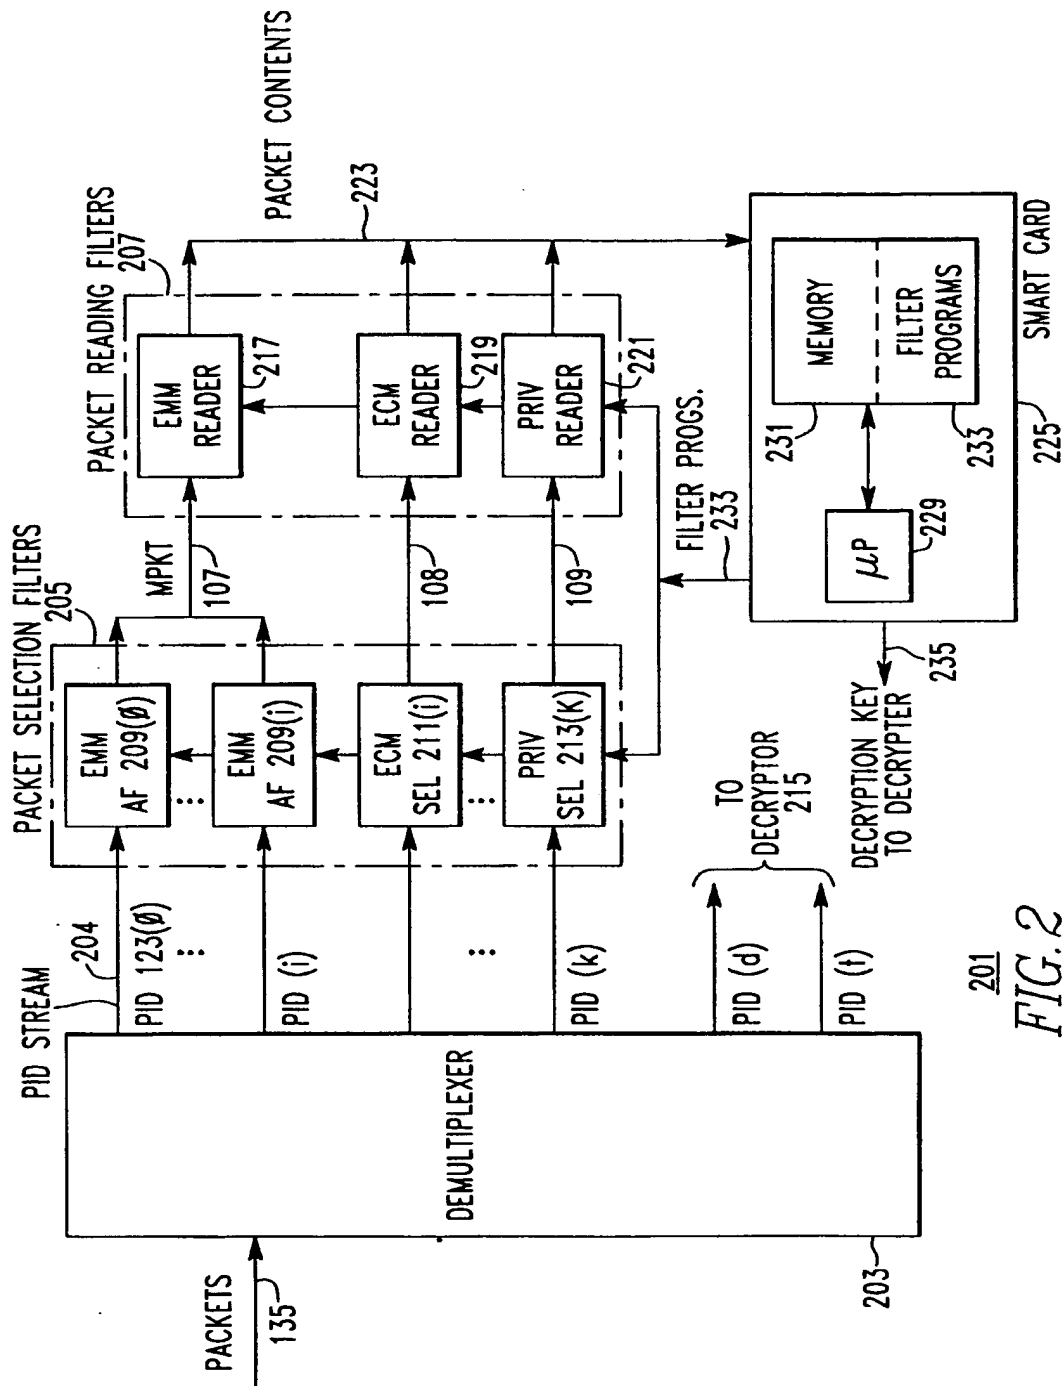 PACKETS
135
203
DEMULTIPLEXER
PID STREAM
204
PID 123(Ø)
PID (i)
PID (k)
PID (d)
PID (t)
TO
DECRYPTOR
215
PACKET SELECTION FILTERS
205
EMM
AF 209(Ø)
EMM
AF 209(i)
ECM
SEL 211(i)
PRIV
SEL 213(K)
MPKT
107
108
109
PACKET READING FILTERS
207
EMM
READER
217
ECM
READER
219
PRIV
READER
221
PACKET CONTENTS
223
FILTER PROGS.
233
DECRYPTION KEY
TO DECRYPTER
235
μP
229
MEMORY
231
FILTER
PROGRAMS
233
225
SMART CARD
201
FIG. 2